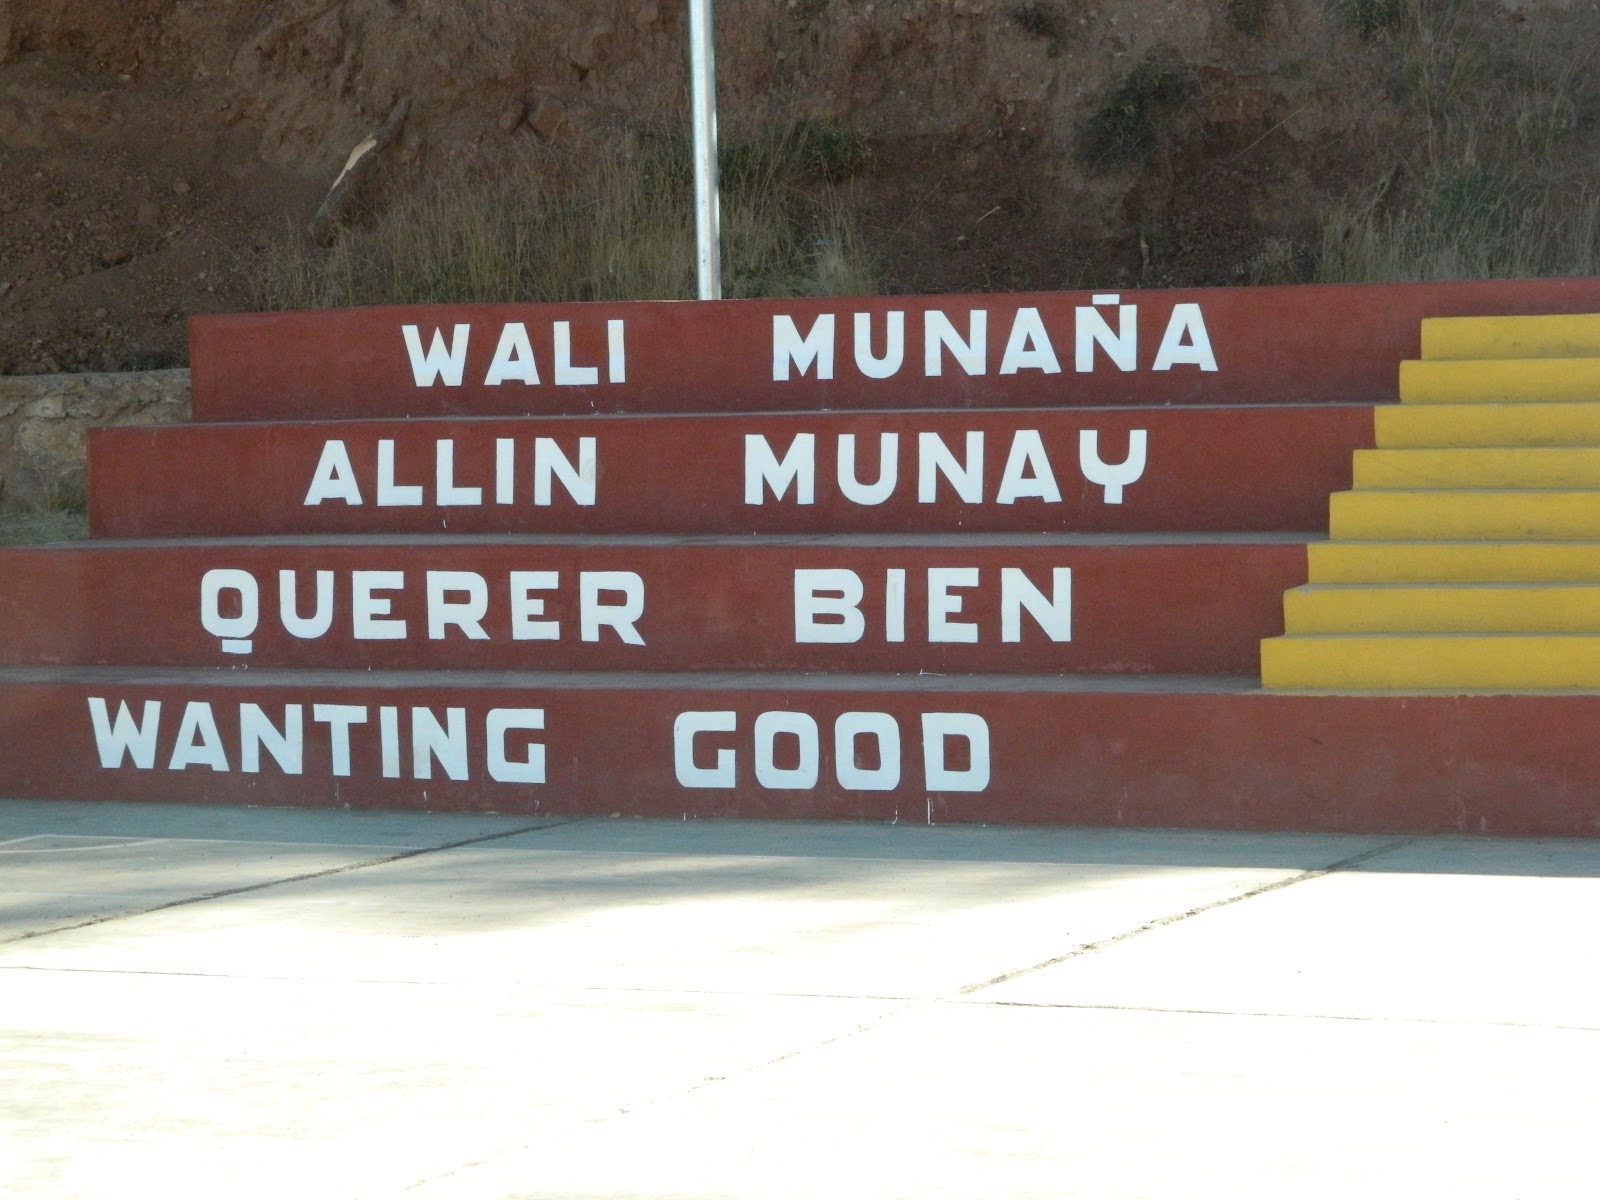 WALI MUNAÑA
ALLIN MUNAY
QUERER BIEN
WANTING GOOD